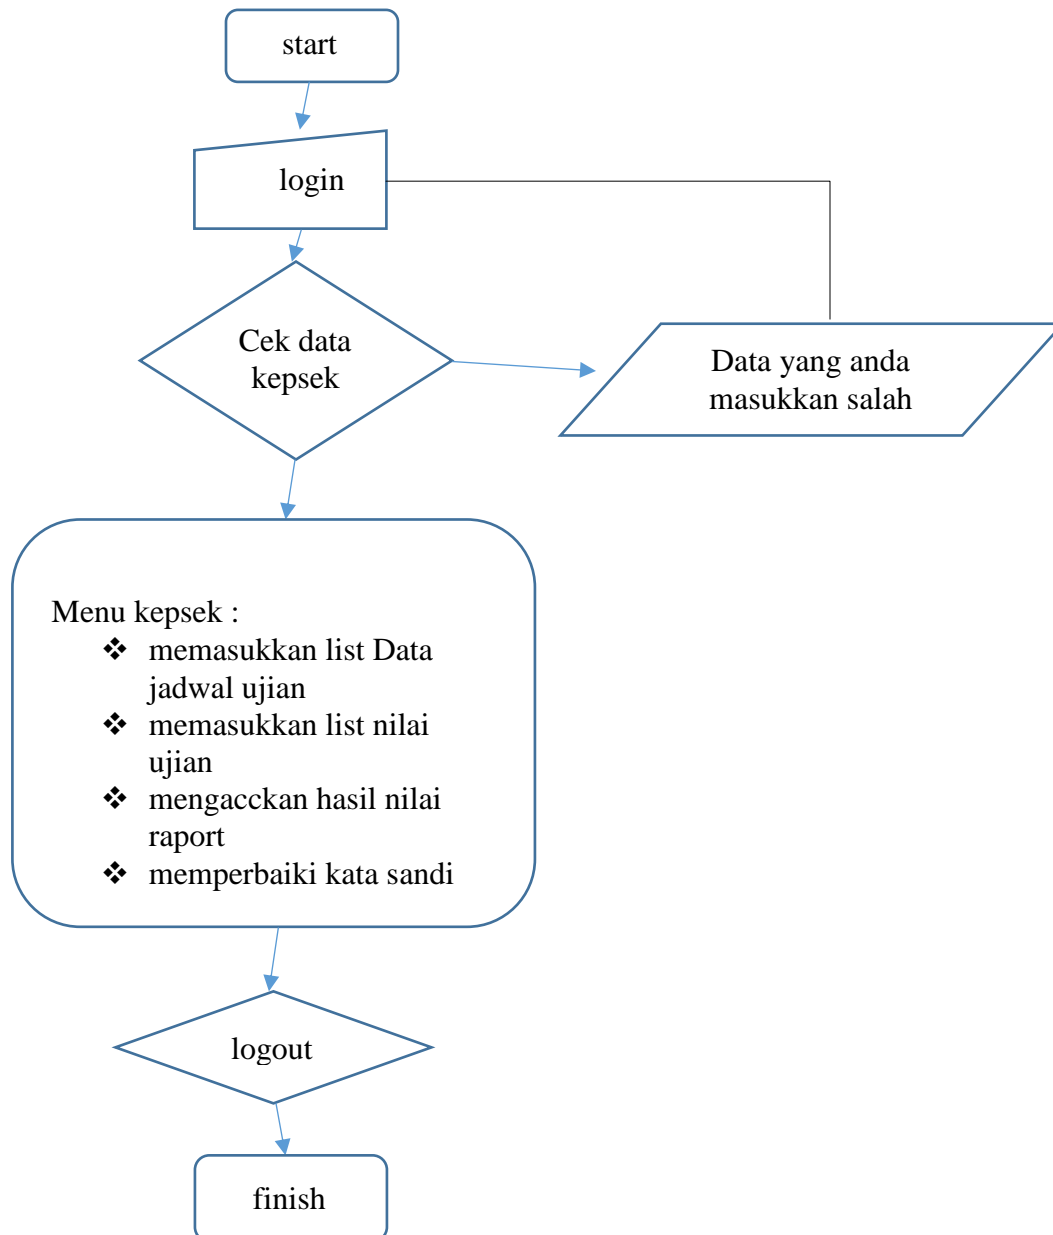 start
login
Cek data
kepsek
Data yang anda
masukkan salah
Menu kepsek :
❖ memasukkan list Data
jadwal ujian
❖ memasukkan list nilai
ujian
❖ mengacckan hasil nilai
raport
❖ memperbaiki kata sandi
logout
finish